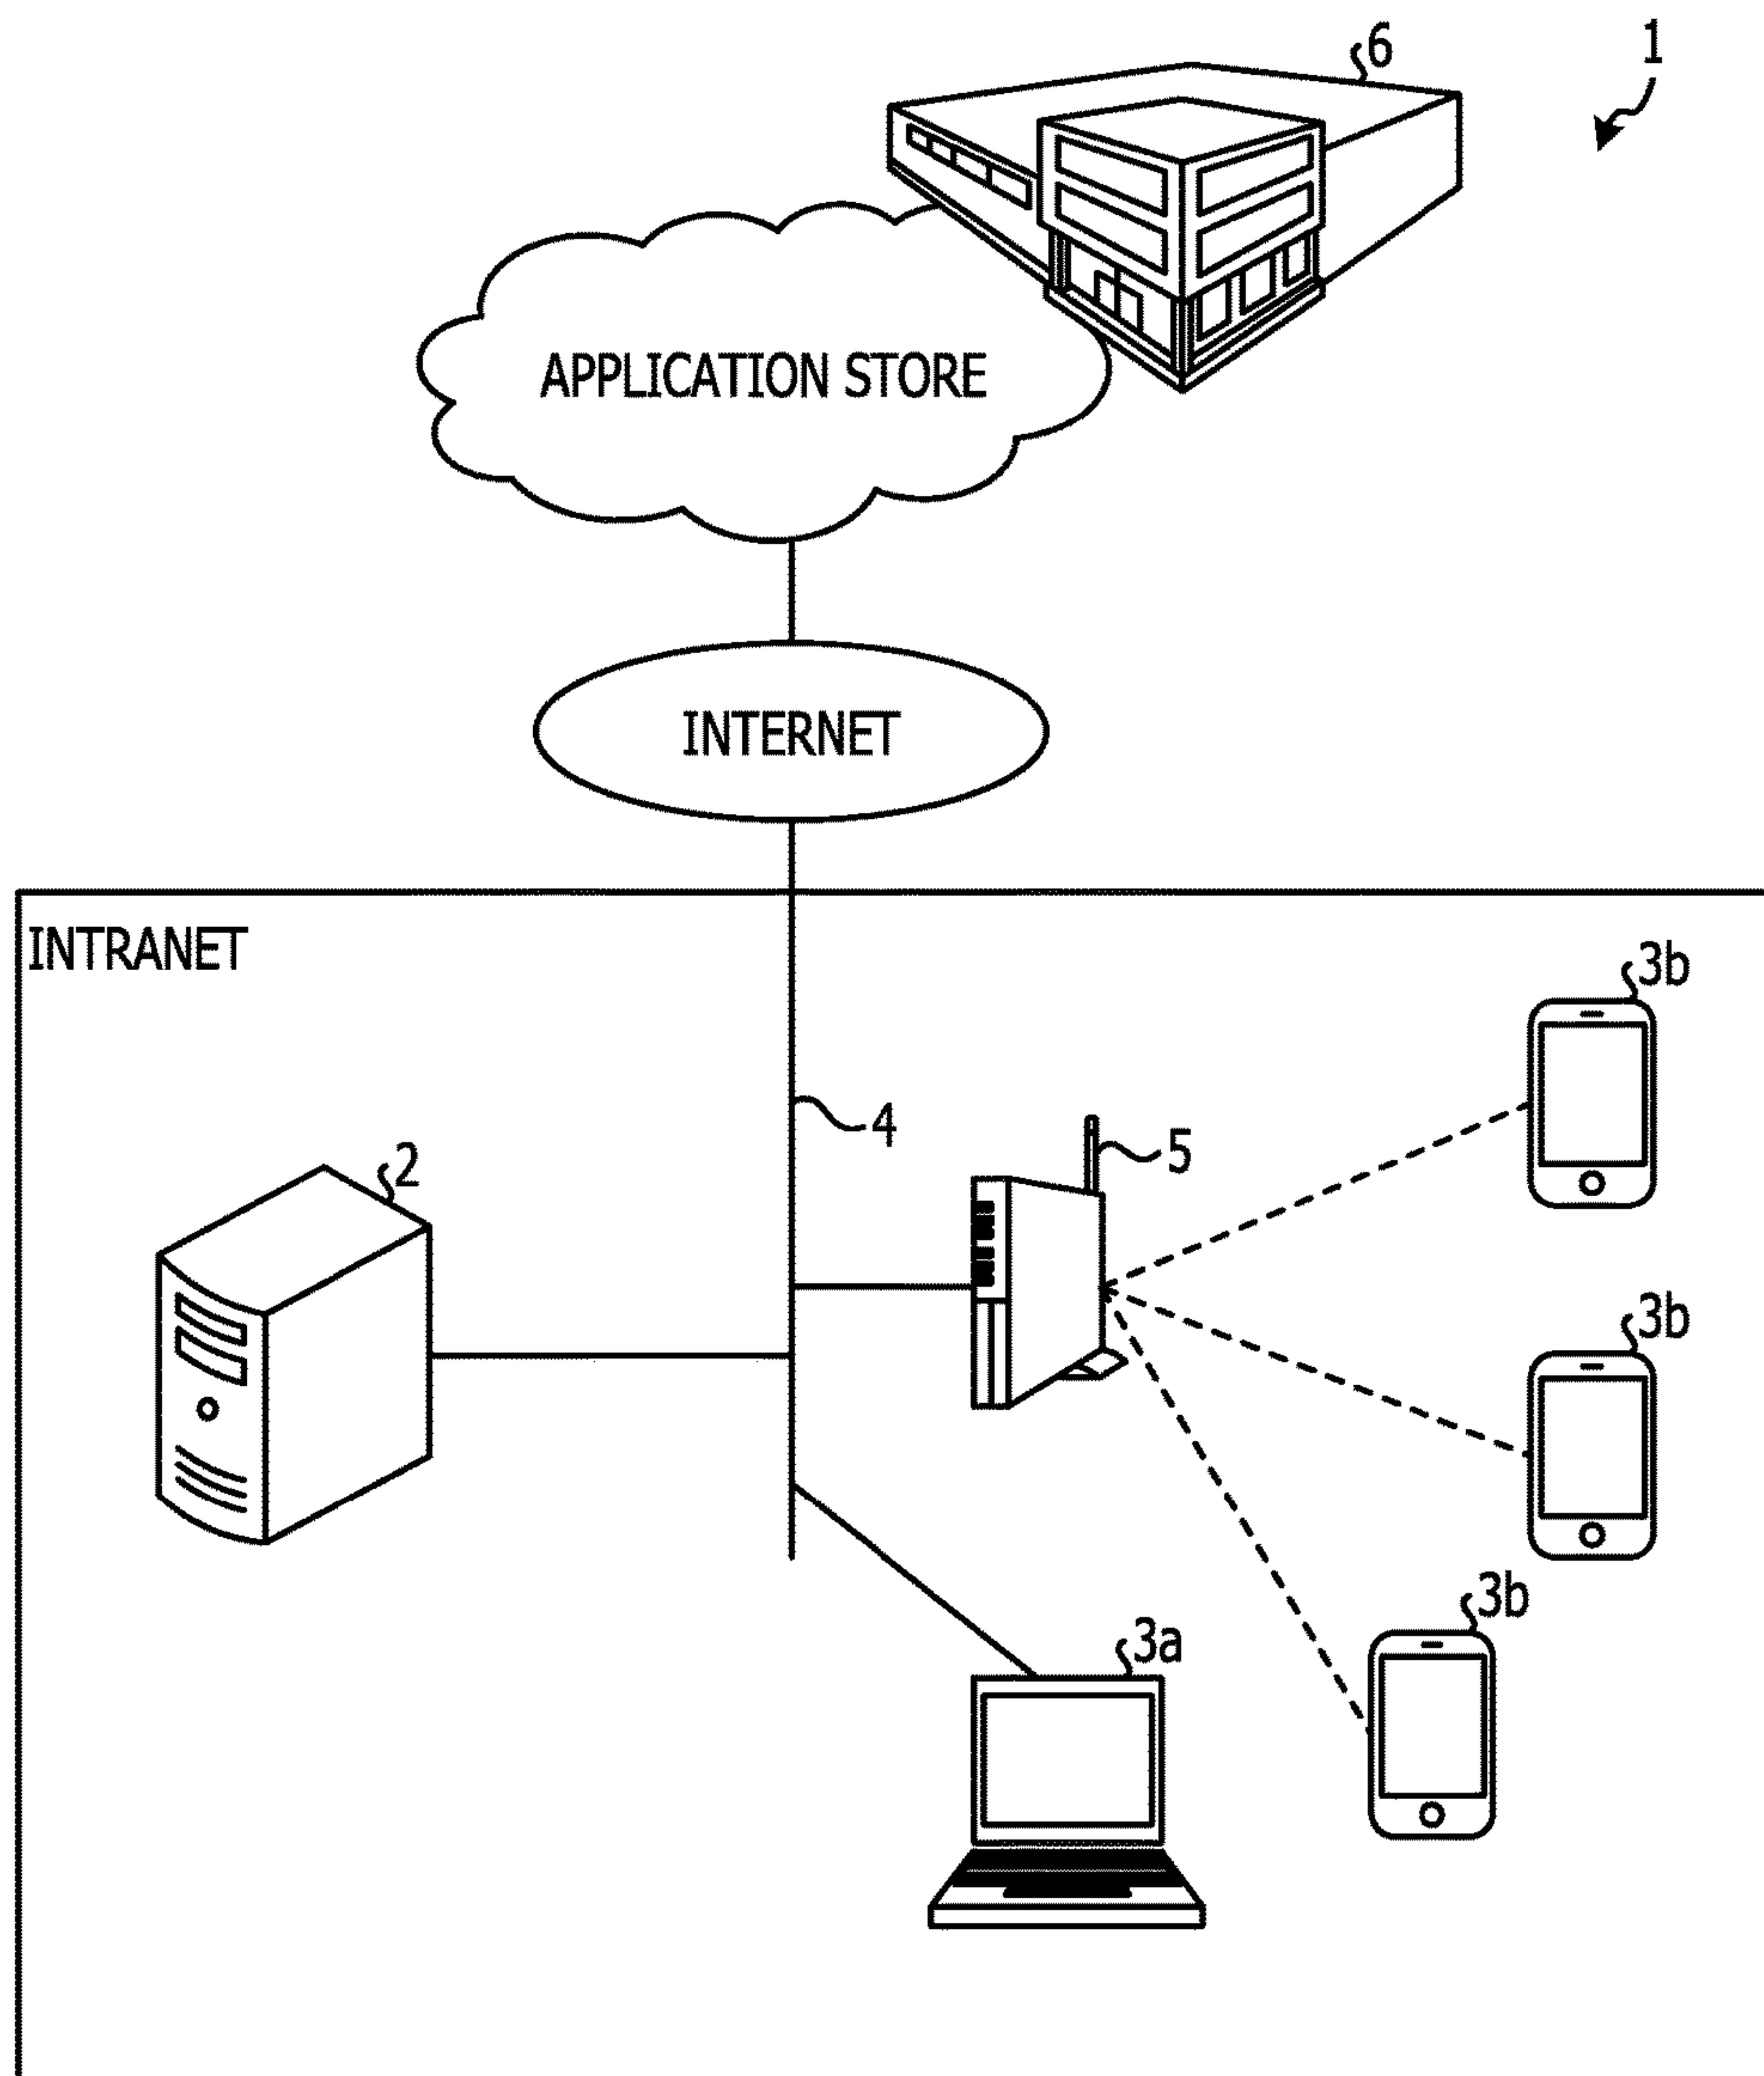 6
1
APPLICATION STORE
INTERNET
INTRANET
3b
4
5
2
3b
3b
3a